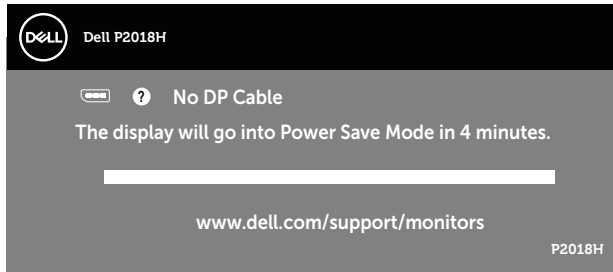 DELL
Dell P2018H
? No DP Cable
The display will go into Power Save Mode in 4 minutes.
www.dell.com/support/monitors
P2018H